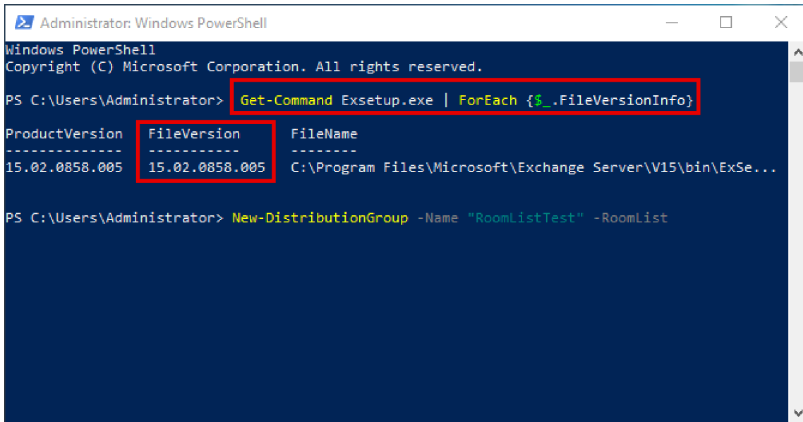 Administrator: Windows PowerShell
Windows PowerShell
Copyright (C) Microsoft Corporation. All rights reserved.
PS C:\Users\Administrator> Get-Command Exsetup.exe | ForEach {$_.FileVersionInfo}
ProductVersion FileVersion FileName
-------------- ----------- --------
15.02.0858.005 15.02.0858.005 C:\Program Files\Microsoft\Exchange Server\V15\bin\ExSe...
PS C:\Users\Administrator> New-DistributionGroup -Name "RoomListTest" -RoomList